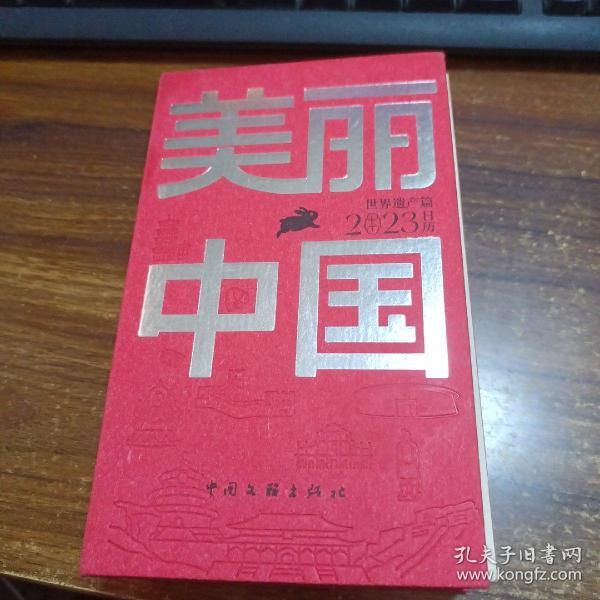 美丽
世界遗产篇
2023日历
中国
中国文联出版社
孔夫子旧书网
www.kongfz.com